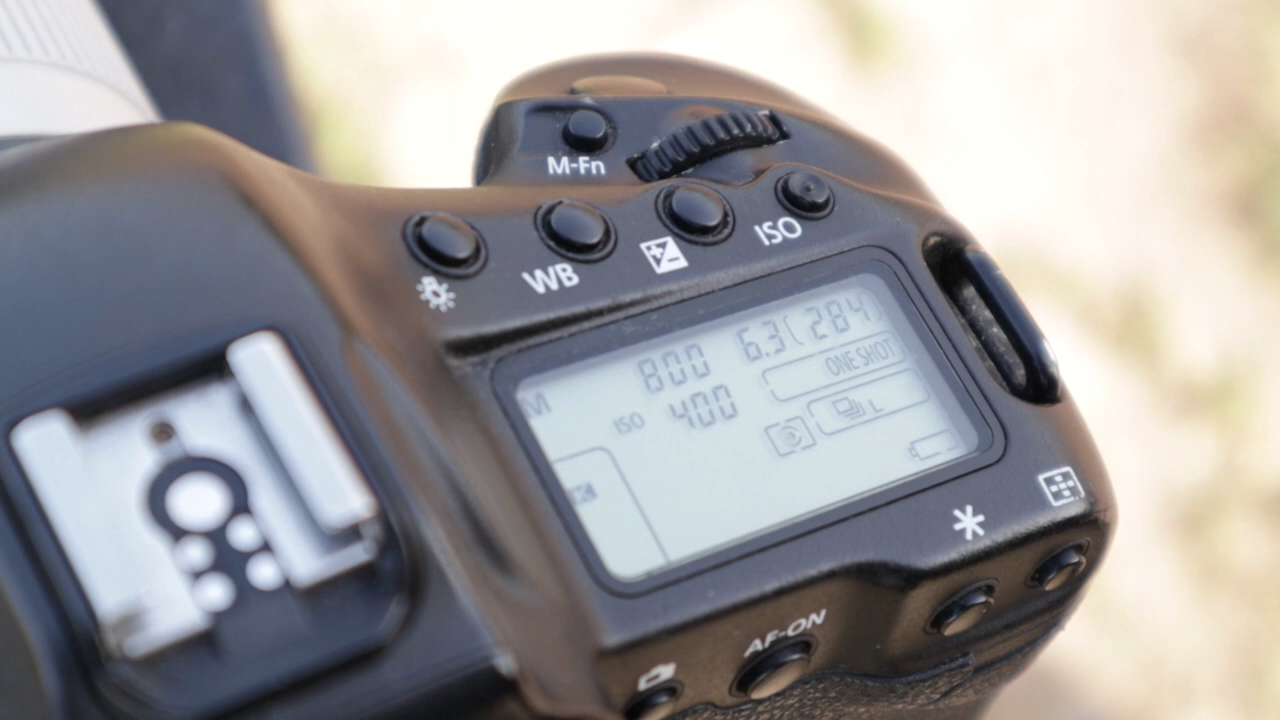 M-Fn
WB
ISO
M 800 6.3 (284
ONE SHOT
ISO 400
L
AF-ON